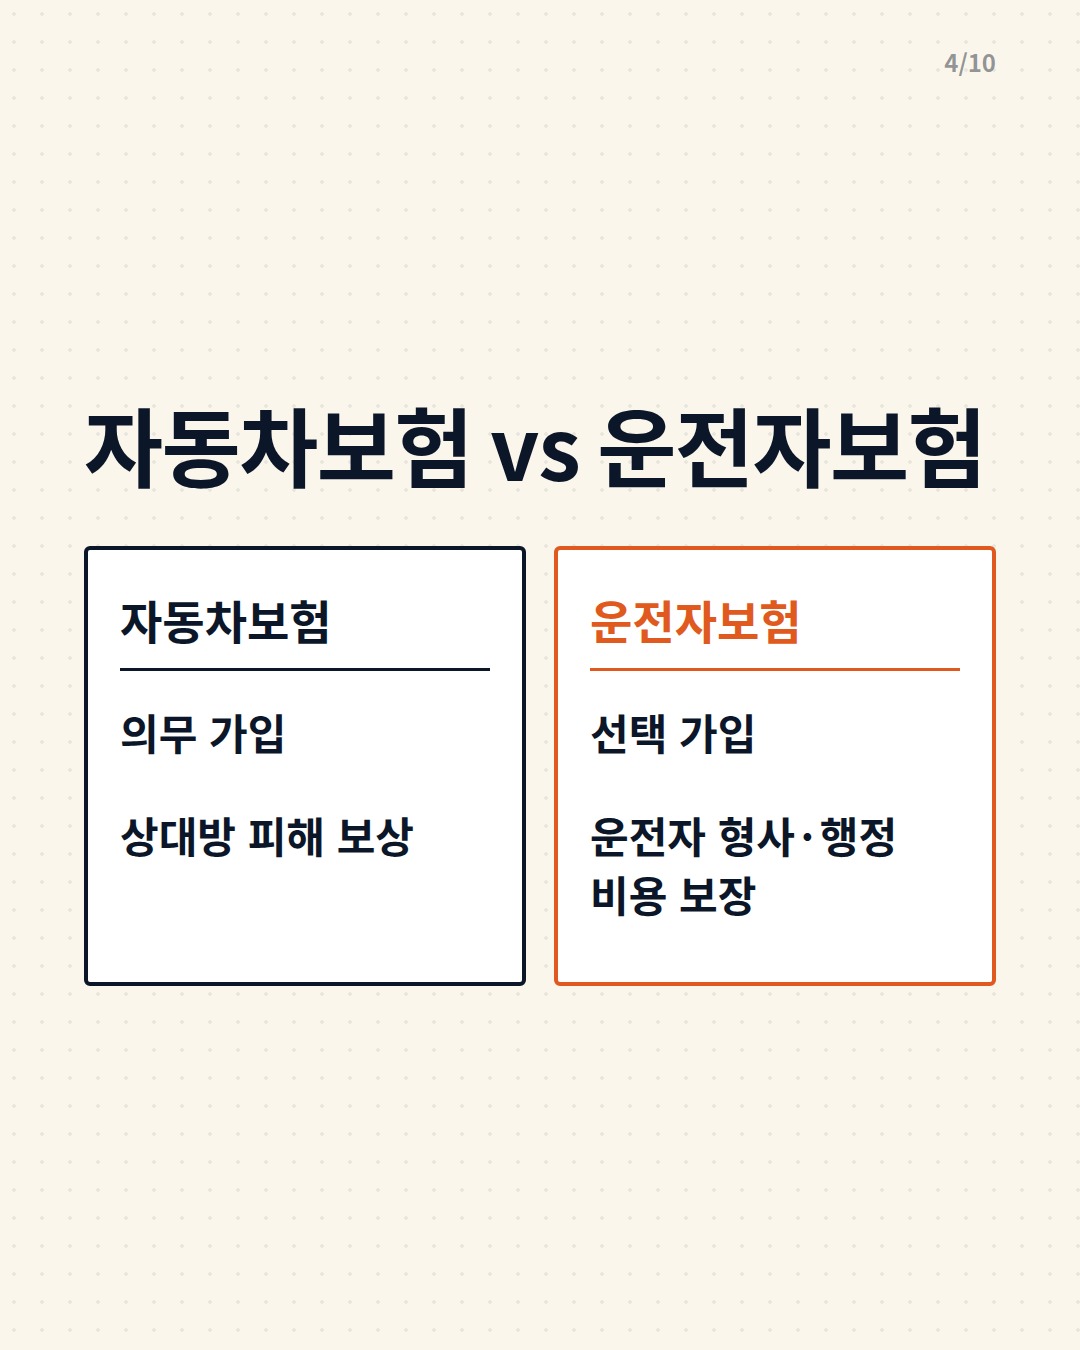 4/10
자동차보험 vs 운전자보험
자동차보험
의무 가입
상대방 피해 보상
운전자보험
선택 가입
운전자 형사·행정
비용 보장